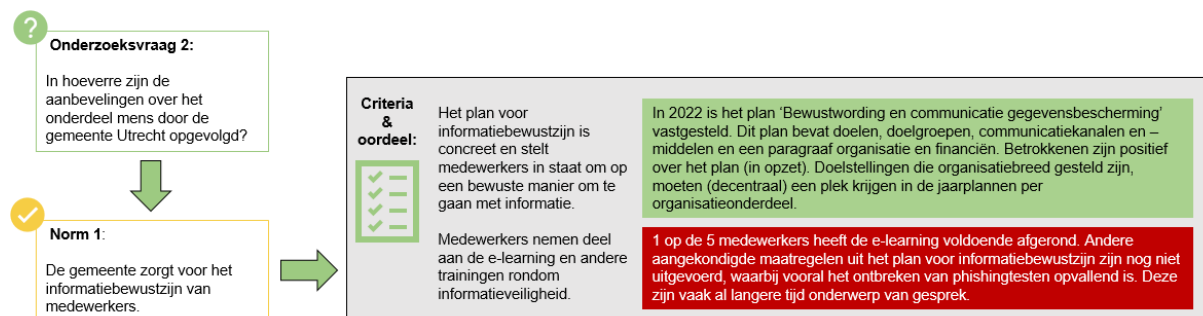 ?
Onderzoeksvraag 2:
In hoeverre zijn de
aanbevelingen over het
onderdeel mens door de
gemeente Utrecht opgevolgd?
Norm 1:
De gemeente zorgt voor het
informatiebewustzijn van
medewerkers.
Criteria
&
oordeel:
Het plan voor
informatiebewustzijn is
concreet en stelt
medewerkers in staat om op
een bewuste manier om te
gaan met informatie.
In 2022 is het plan ‘Bewustwording en communicatie gegevensbescherming’
vastgesteld. Dit plan bevat doelen, doelgroepen, communicatiekanalen en –
middelen en een paragraaf organisatie en financiën. Betrokkenen zijn positief
over het plan (in opzet). Doelstellingen die organisatiebreed gesteld zijn,
moeten (decentraal) een plek krijgen in de jaarplannen per
organisatieonderdeel.
Medewerkers nemen deel
aan de e-learning en andere
trainingen rondom
informatieveiligheid.
1 op de 5 medewerkers heeft de e-learning voldoende afgerond. Andere
aangekondigde maatregelen uit het plan voor informatiebewustzijn zijn nog niet
uitgevoerd, waarbij vooral het ontbreken van phishingtesten opvallend is. Deze
zijn vaak al langere tijd onderwerp van gesprek.